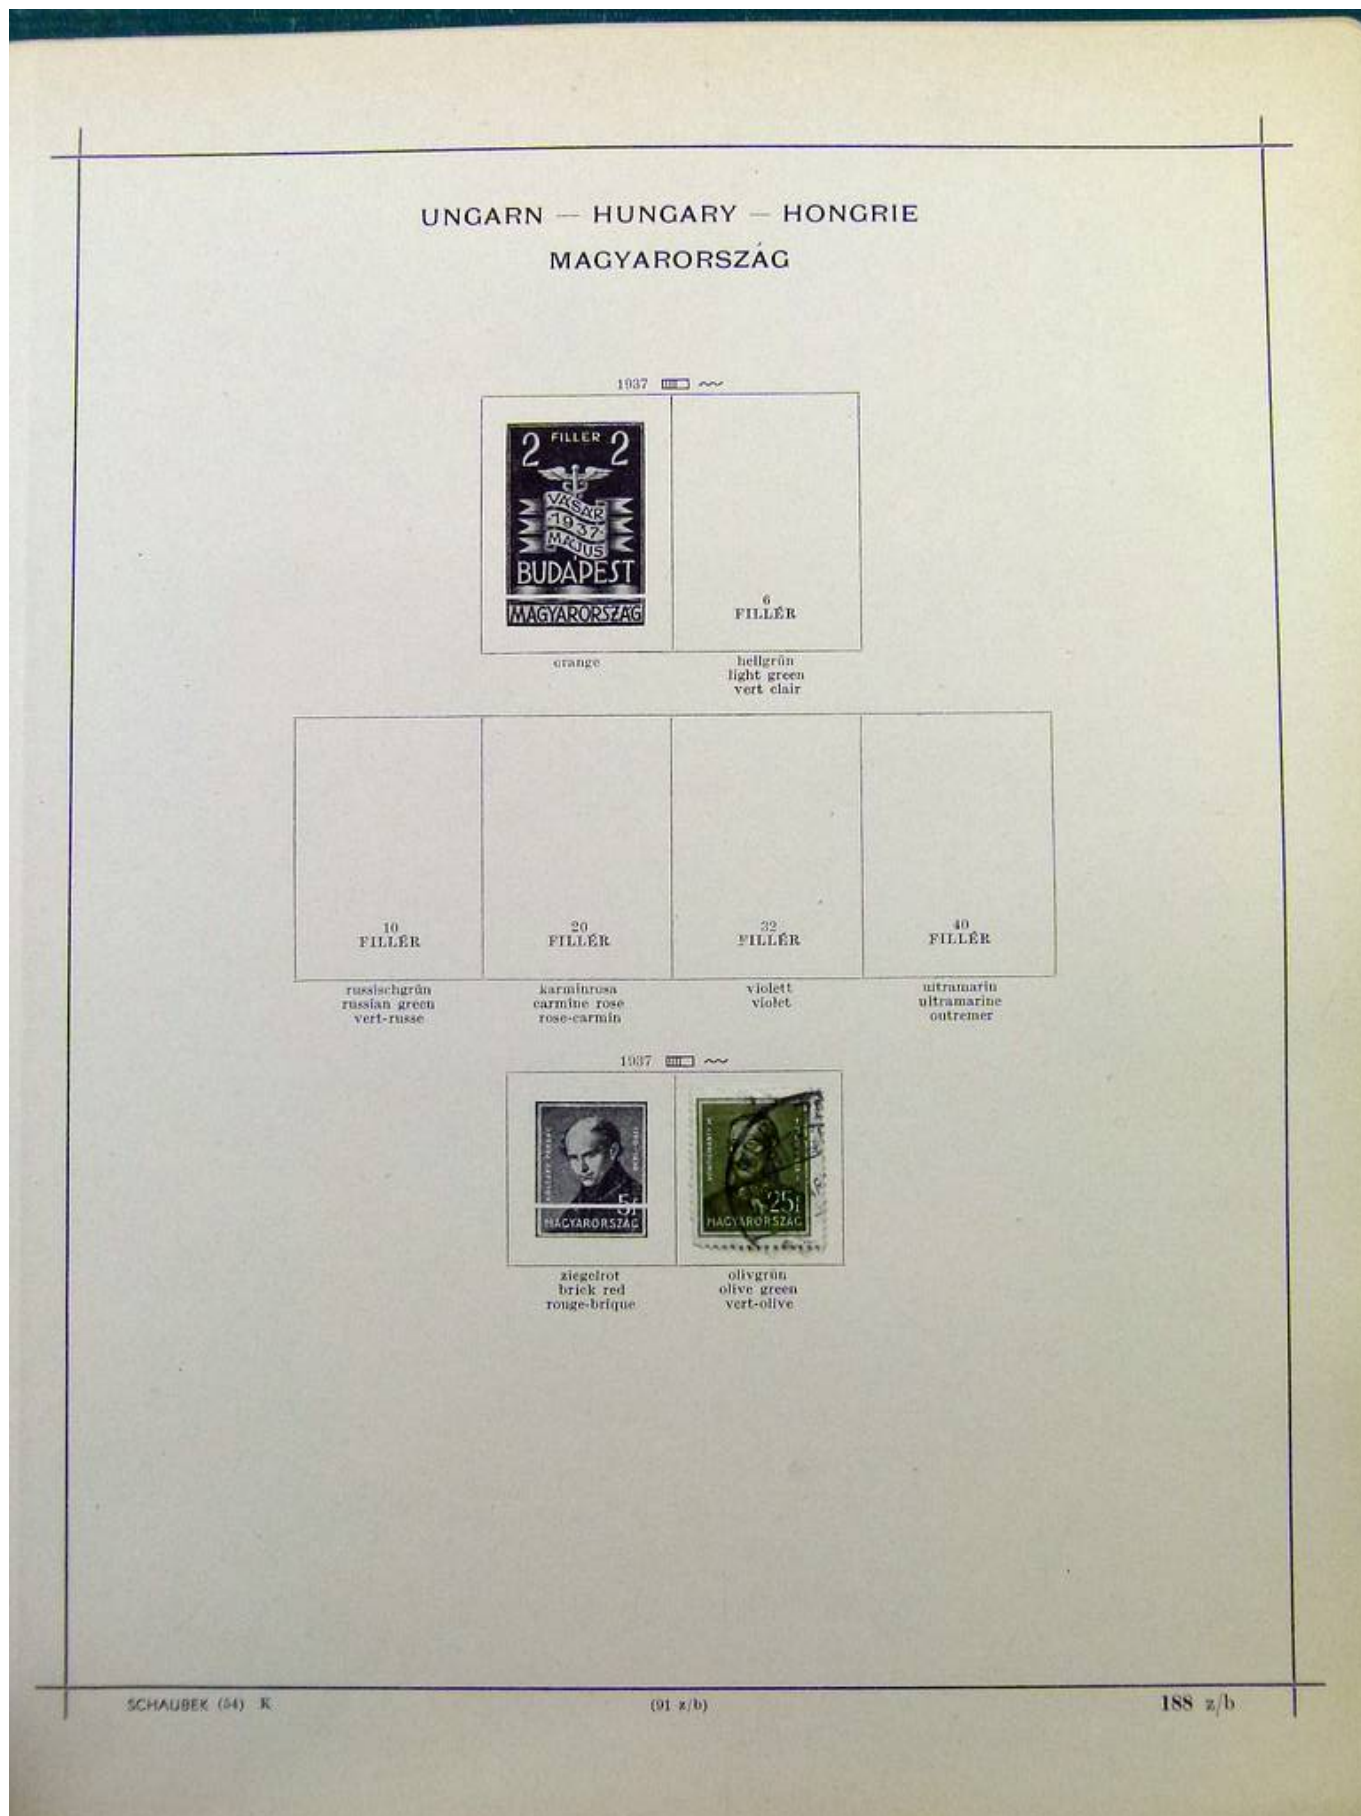 UNGARN — HUNGARY — HONGRIE
MAGYARORSZÁG
1937
2 FILLÉR 2
VÁSÁR
1937
MÁJUS
BUDAPEST
MAGYARORSZÁG
6
FILLÉR
orange
hellgrün
light green
vert clair
10
FILLÉR
20
FILLÉR
32
FILLÉR
40
FILLÉR
russischgrün
russian green
vert-russe
karminrosa
carmine rose
rose-carmin
violett
violet
ultramarin
ultramarine
outremer
1937
5f
MAGYARORSZÁG
25f
MAGYARORSZÁG
ziegelrot
brick red
rouge-brique
olivgrün
olive green
vert-olive
SCHAUBEK (54) K
(91 z/b)
188 z/b